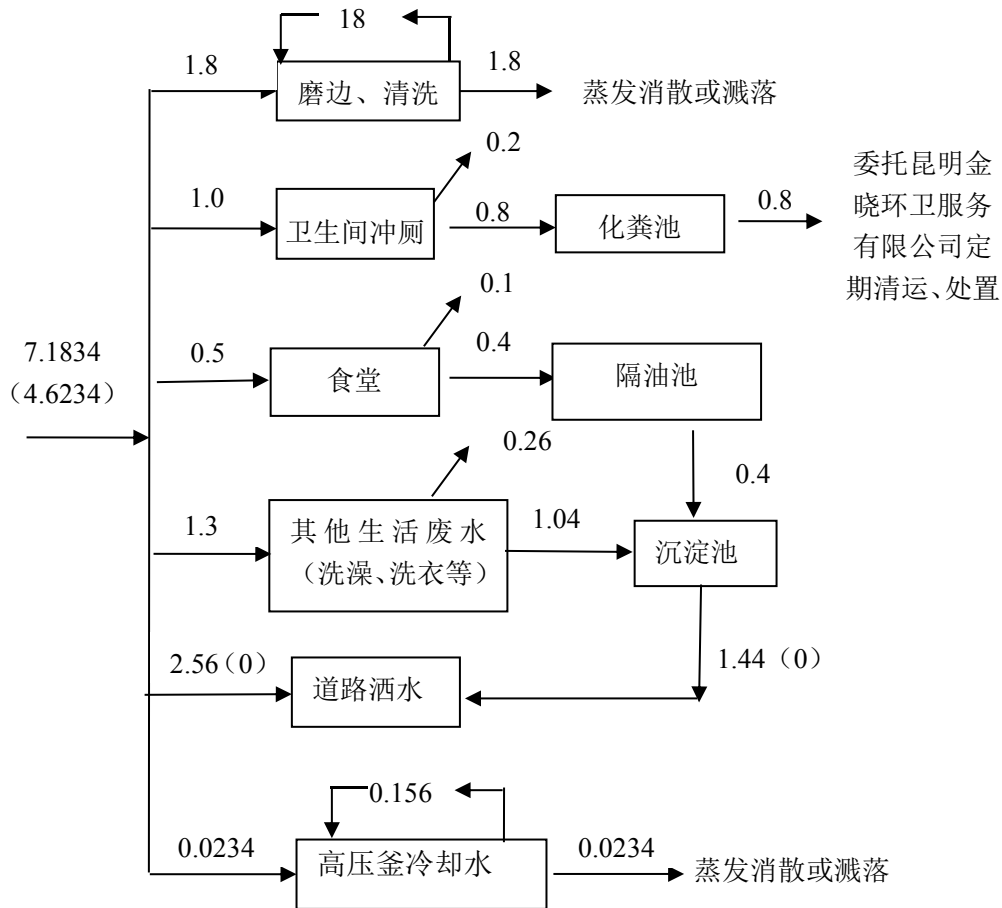 18
1.8
磨边、清洗
1.8
蒸发消散或溅落
0.2
1.0
卫生间冲厕
0.8
化粪池
0.8
委托昆明金
晓环卫服务
有限公司定
期清运、处置
0.1
7.1834
（4.6234）
0.5
食堂
0.4
隔油池
0.26
0.4
1.3
其他生活废水
（洗澡、洗衣等）
1.04
沉淀池
2.56（0）
道路洒水
1.44（0）
0.156
0.0234
高压釜冷却水
0.0234
蒸发消散或溅落